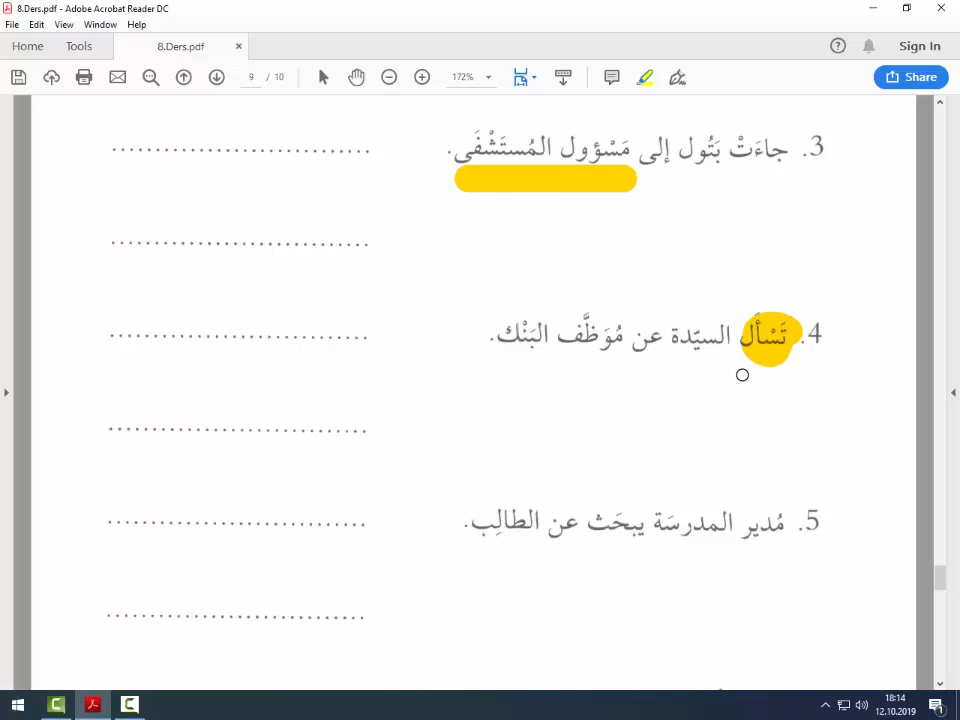 8.Ders.pdf - Adobe Acrobat Reader DC
File Edit View Window Help
Home Tools 8.Ders.pdf × Sign In
9 / 10 172% Share
3. جاءَتْ بَتُول إلى مَسْؤول المُستَشْفَى. ..............................
..............................
4. تَسْأَل السيّدة عن مُوَظَّف البَنْك. ..............................
..............................
5. مُدير المدرسَة يبحَث عن الطالِب. ..............................
..............................
18:14
12.10.2019
1